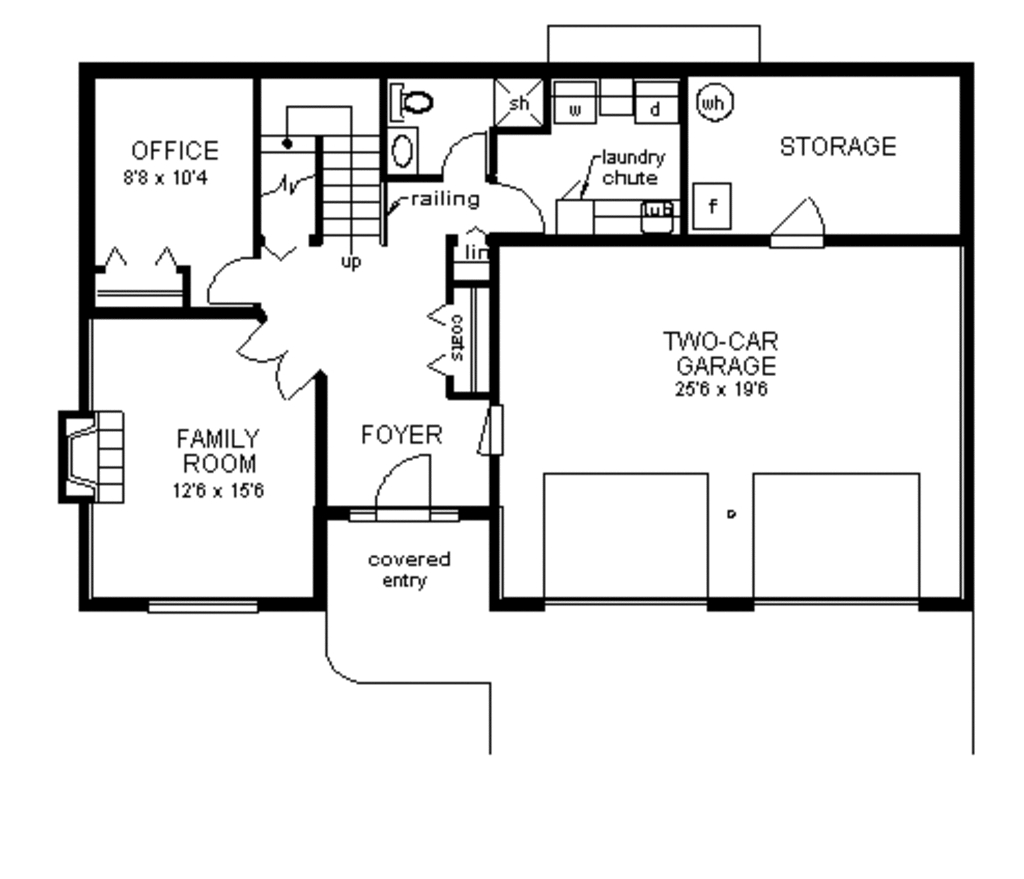 sh
w
d
wh
OFFICE
8'8 x 10'4
STORAGE
laundry
chute
railing
f
tub
up
lin
coats
TWO-CAR
GARAGE
25'6 x 19'6
FAMILY
ROOM
12'6 x 15'6
FOYER
covered
entry